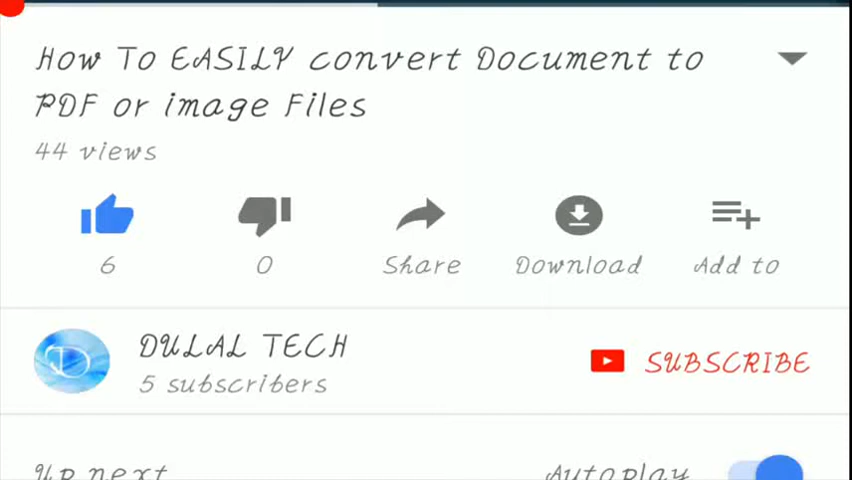 How To EASILY convert Document to
PDF or image Files
44 views
6 0 Share Download Add to
D
DULAL TECH
5 subscribers
SUBSCRIBE
Up next Autoplay